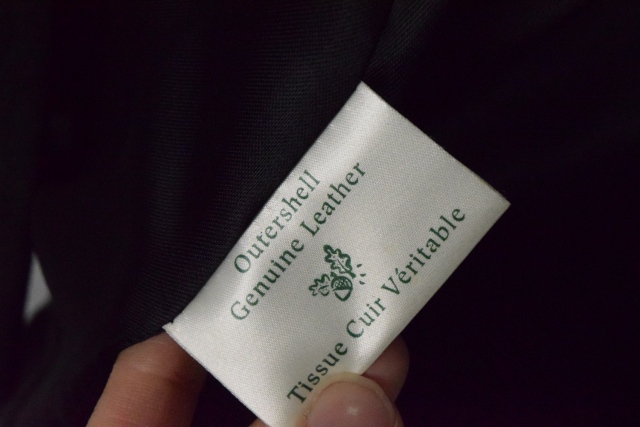 Outershell
Genuine Leather
Tissue Cuir Véritable